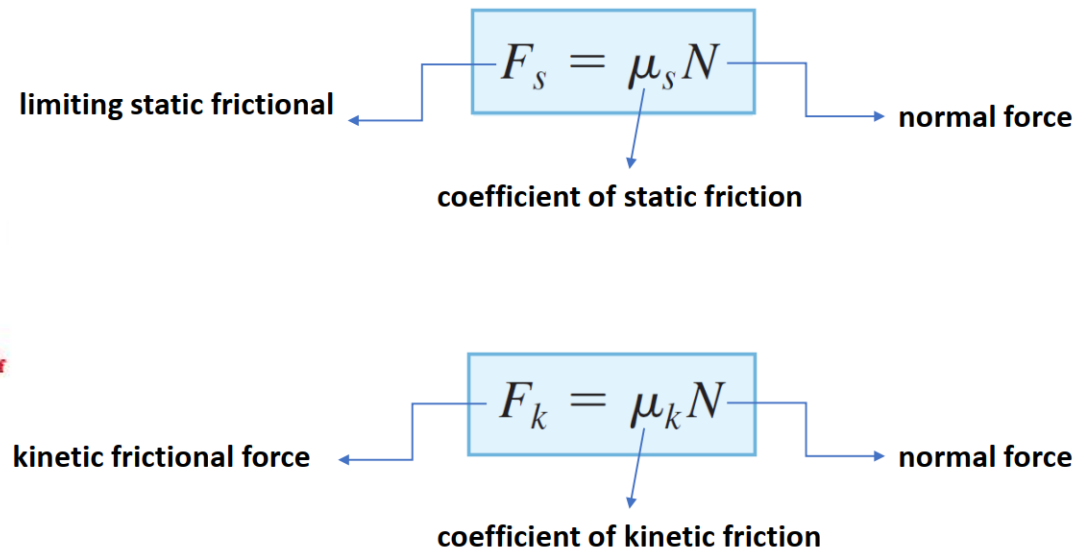 Fₛ = μₛN
limiting static frictional
normal force
coefficient of static friction
Fₖ = μₖN
kinetic frictional force
normal force
coefficient of kinetic friction